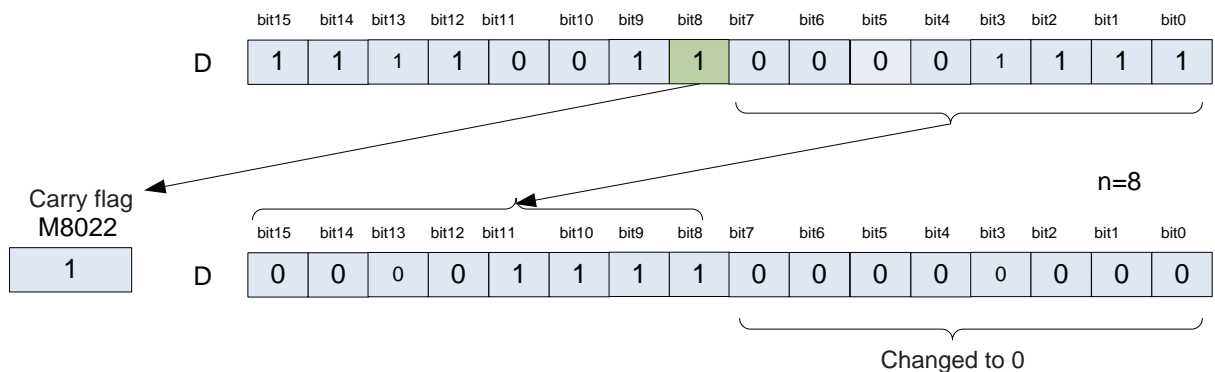 bit15 bit14 bit13 bit12 bit11 bit10 bit9 bit8 bit7 bit6 bit5 bit4 bit3 bit2 bit1 bit0
D 1 1 1 1 0 0 1 1 0 0 0 0 1 1 1 1
n=8
Carry flag
M8022
1
bit15 bit14 bit13 bit12 bit11 bit10 bit9 bit8 bit7 bit6 bit5 bit4 bit3 bit2 bit1 bit0
D 0 0 0 0 1 1 1 1 0 0 0 0 0 0 0 0
Changed to 0